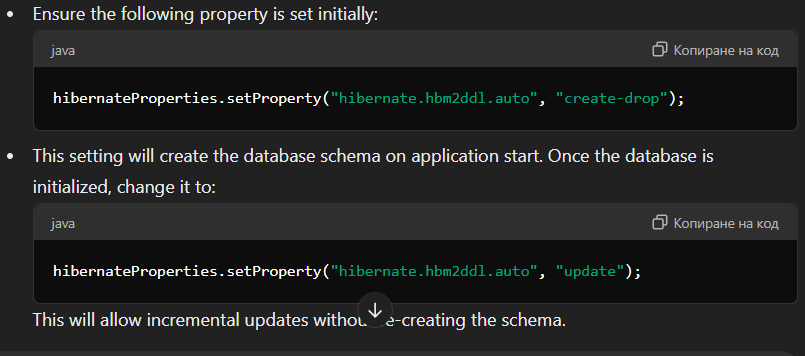 Ensure the following property is set initially:
java
Копиране на код
hibernateProperties.setProperty("hibernate.hbm2ddl.auto", "create-drop");
This setting will create the database schema on application start. Once the database is
initialized, change it to:
java
Копиране на код
hibernateProperties.setProperty("hibernate.hbm2ddl.auto", "update");
This will allow incremental updates without re-creating the schema.